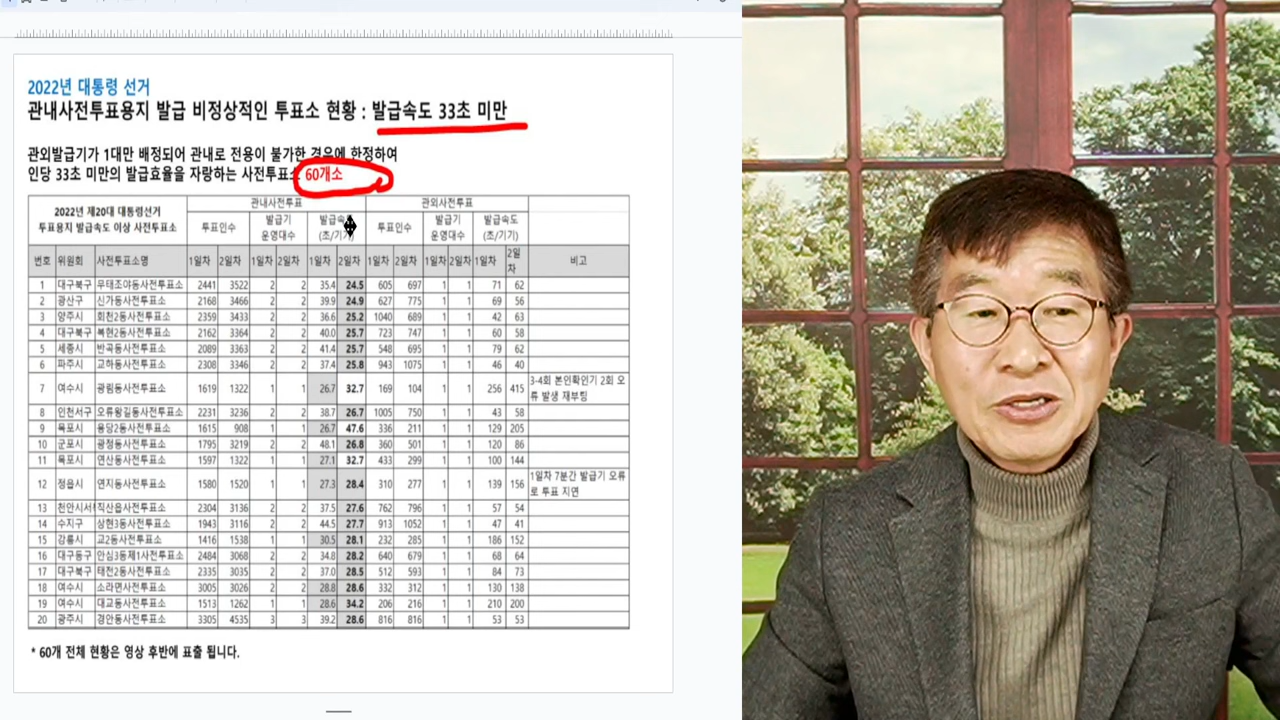 2022년 대통령 선거
관내사전투표용지 발급 비정상적인 투표소 현황 : 발급속도 33초 미만
관외발급기가 1대만 배정되어 관내로 전용이 불가한 경우에 한정하여
인당 33초 미만의 발급효율을 자랑하는 사전투표소 60개소
2022년 제20대 대통령선거 투표용지 발급속도 이상 사전투표소 관내사전투표 관외사전투표
투표인수 발급기 운영대수 발급속도 (초/기기) 투표인수 발급기 운영대수 발급속도 (초/기기)
번호 위원회 사전투표소명 1일차 2일차 1일차 2일차 1일차 2일차 1일차 2일차 1일차 2일차 1일차 2일차 비고
1 대구북구 무태조야동사전투표소 2441 3522 2 2 35.4 24.5 605 697 1 1 71 62
2 광산구 신가동사전투표소 2168 3466 2 2 39.9 24.9 627 775 1 1 69 56
3 양주시 회천2동사전투표소 2359 3433 2 2 36.6 25.2 1040 689 1 1 42 63
4 대구북구 복현2동사전투표소 2162 3364 2 2 40.0 25.7 723 747 1 1 60 58
5 세종시 반곡동사전투표소 2089 3363 2 2 41.4 25.7 548 695 1 1 79 62
6 파주시 교하동사전투표소 2308 3346 2 2 37.4 25.8 943 1075 1 1 46 40
7 여수시 광림동사전투표소 1619 1322 1 1 26.7 32.7 169 104 1 1 256 415 3-4회 본인확인기 2회 오류 발생 재부팅
8 인천서구 오류왕길동사전투표소 2231 3236 2 2 38.7 26.7 1005 750 1 1 43 58
9 목포시 용당2동사전투표소 1615 908 1 1 26.7 47.6 336 211 1 1 129 205
10 군포시 광정동사전투표소 1795 3219 2 2 48.1 26.8 360 501 1 1 120 86
11 목포시 연산동사전투표소 1597 1322 1 1 27.1 32.7 433 299 1 1 100 144
12 정읍시 연지동사전투표소 1580 1520 1 1 27.3 28.4 310 277 1 1 139 156 1일차 7분간 발급기 오류로 투표 지연
13 천안시서 직산읍사전투표소 2304 3136 2 2 37.5 27.6 762 796 1 1 57 54
14 수지구 상현3동사전투표소 1943 3116 2 2 44.5 27.7 913 1052 1 1 47 41
15 강릉시 교2동사전투표소 1416 1538 1 1 30.5 28.1 232 285 1 1 186 152
16 대구동구 안심3동제1사전투표소 2484 3068 2 2 34.8 28.2 640 679 1 1 68 64
17 대구북구 태전2동사전투표소 2335 3035 2 2 37.0 28.5 512 593 1 1 84 73
18 여수시 소라면사전투표소 3005 3026 2 2 28.8 28.6 332 312 1 1 130 138
19 여수시 대교동사전투표소 1513 1262 1 1 28.6 34.2 206 216 1 1 210 200
20 광주시 경안동사전투표소 3305 4535 3 3 39.2 28.6 816 816 1 1 53 53
* 60개 전체 현황은 영상 후반에 표출 됩니다.